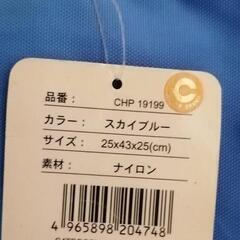 品番： CHP 19199
カラー： スカイブルー
サイズ： 25x43x25(cm)
素材： ナイロン
4 965898 204748